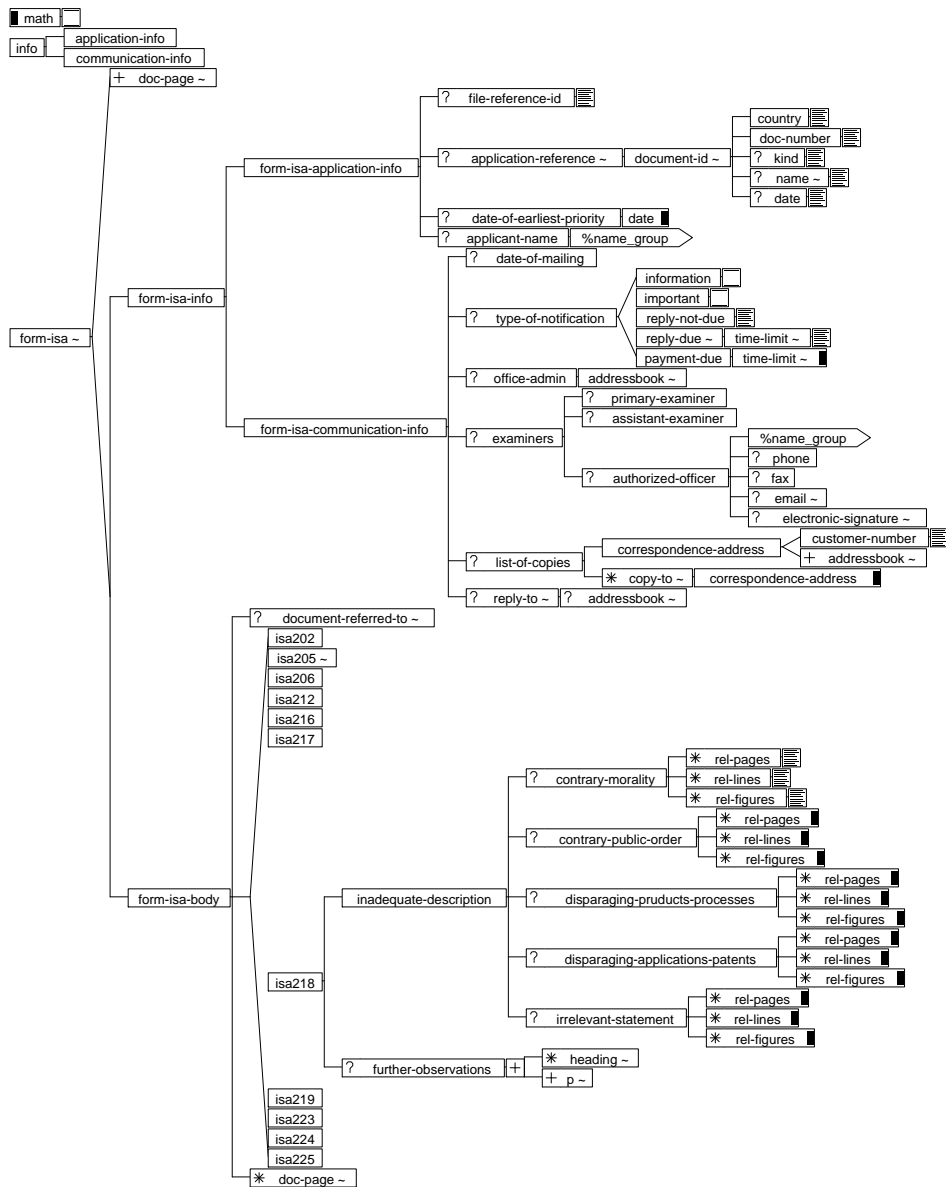 math
info
application-info
communication-info
+ doc-page ~
? file-reference-id
country
doc-number
form-isa-application-info
? application-reference ~ document-id ~ ? kind
? name ~
? date
? date-of-earliest-priority date
? applicant-name %name_group
? date-of-mailing
information
form-isa-info
important
? type-of-notification reply-not-due
form-isa ~
reply-due ~ time-limit ~
payment-due time-limit ~
? office-admin addressbook ~
? primary-examiner
? assistant-examiner
form-isa-communication-info
? examiners
%name_group
? phone
? authorized-officer ? fax
? email ~
? electronic-signature ~
customer-number
correspondence-address
+ addressbook ~
? list-of-copies
* copy-to ~ correspondence-address
? reply-to ~ ? addressbook ~
? document-referred-to ~
isa202
isa205 ~
isa206
isa212
isa216
isa217
* rel-pages
? contrary-morality * rel-lines
* rel-figures
* rel-pages
? contrary-public-order * rel-lines
* rel-figures
* rel-pages
form-isa-body
inadequate-description
? disparaging-pruducts-processes * rel-lines
* rel-figures
* rel-pages
? disparaging-applications-patents * rel-lines
* rel-figures
isa218
* rel-pages
? irrelevant-statement * rel-lines
* rel-figures
* heading ~
? further-observations +
+ p ~
isa219
isa223
isa224
isa225
* doc-page ~